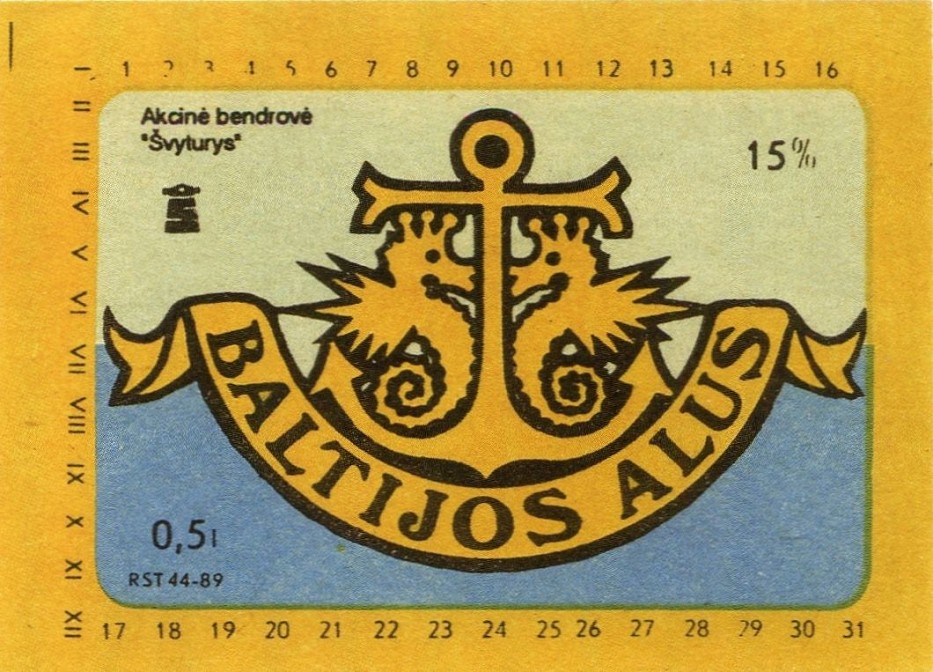 1 2 3 4 5 6 7 8 9 10 11 12 13 14 15 16
I
II
III
IV
V
VI
VII
VIII
IX
X
XI
XII
Akcinė bendrovė
"Švyturys"
15%
BALTIJOS ALUS
0,5l
RST 44-89
17 18 19 20 21 22 23 24 25 26 27 28 29 30 31